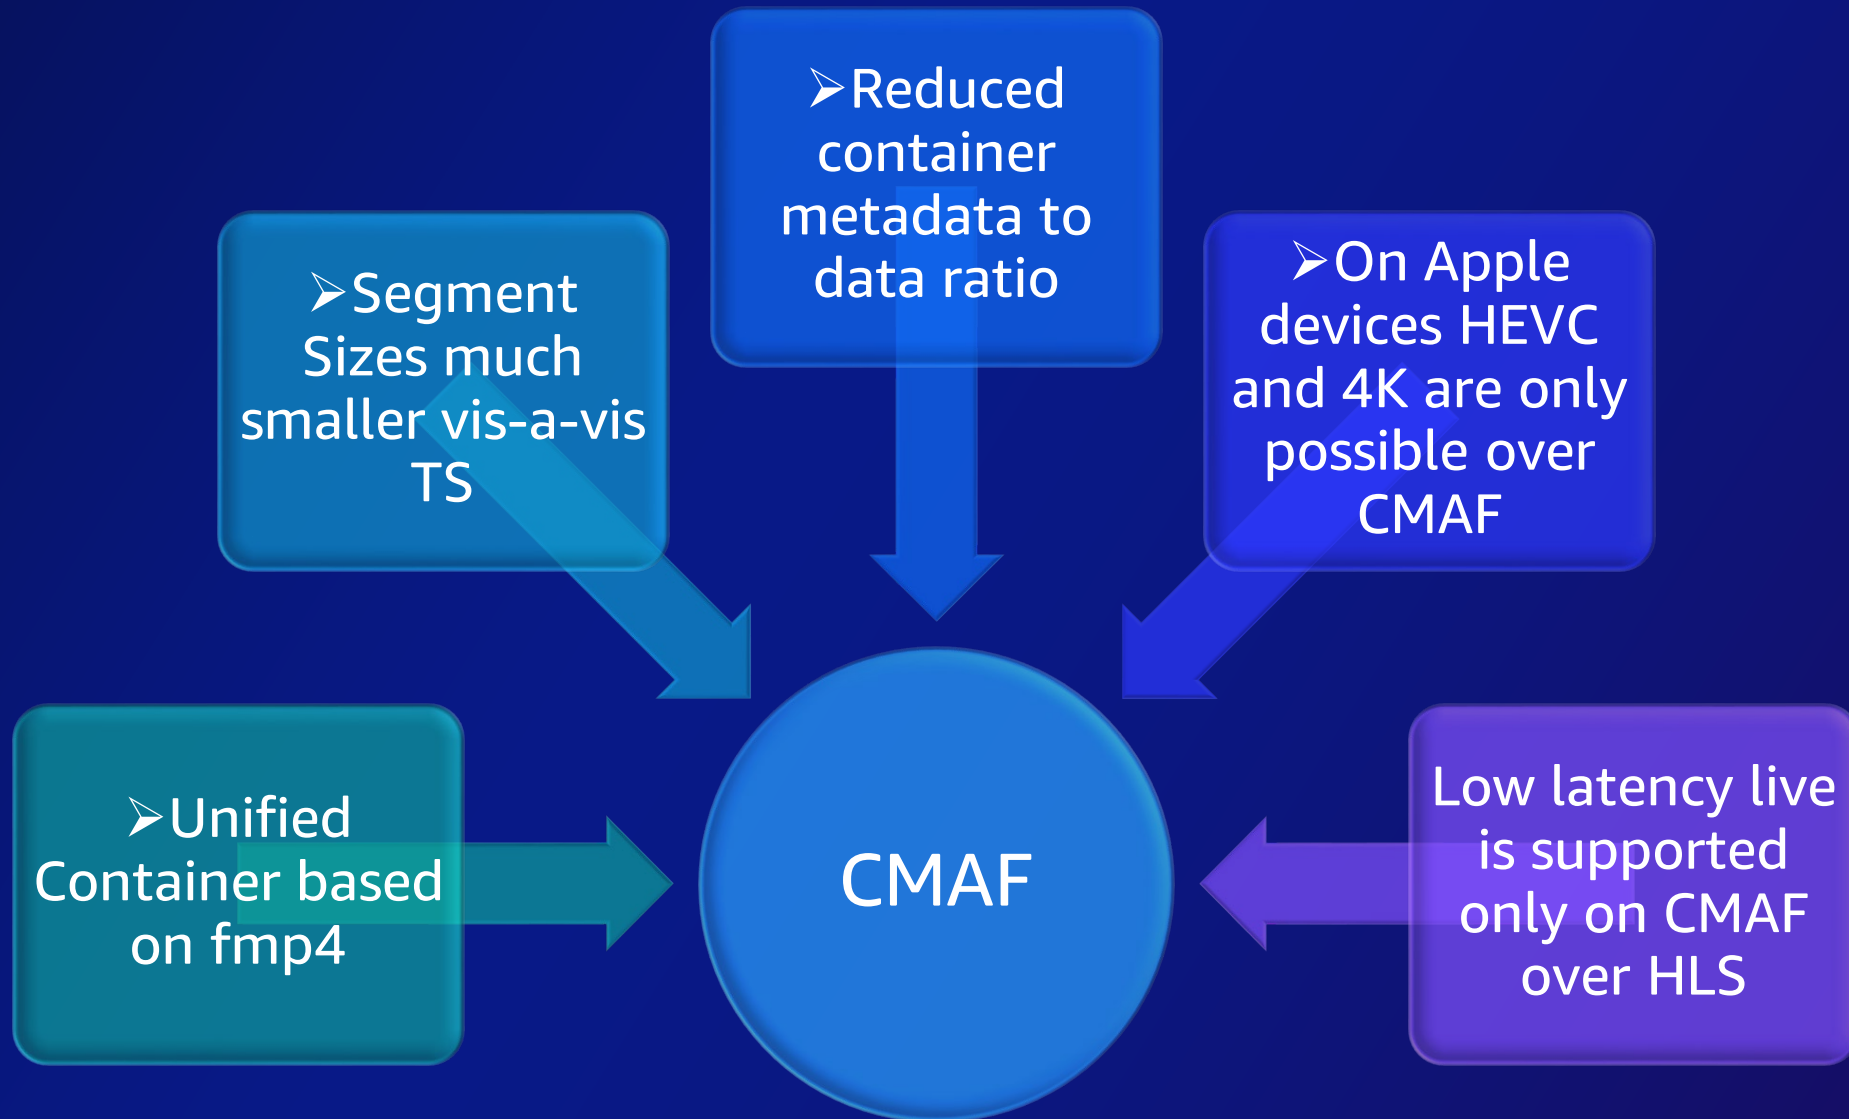 ➢Reduced
container
metadata to
data ratio
➢Segment
Sizes much
smaller vis-a-vis
TS
➢On Apple
devices HEVC
and 4K are only
possible over
CMAF
➢Unified
Container based
on fmp4
CMAF
Low latency live
is supported
only on CMAF
over HLS